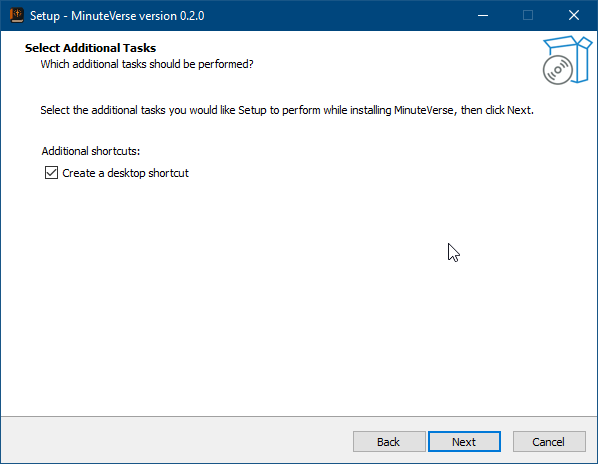 Setup - MinuteVerse version 0.2.0
Select Additional Tasks
Which additional tasks should be performed?
Select the additional tasks you would like Setup to perform while installing MinuteVerse, then click Next.
Additional shortcuts:
Create a desktop shortcut
Back
Next
Cancel